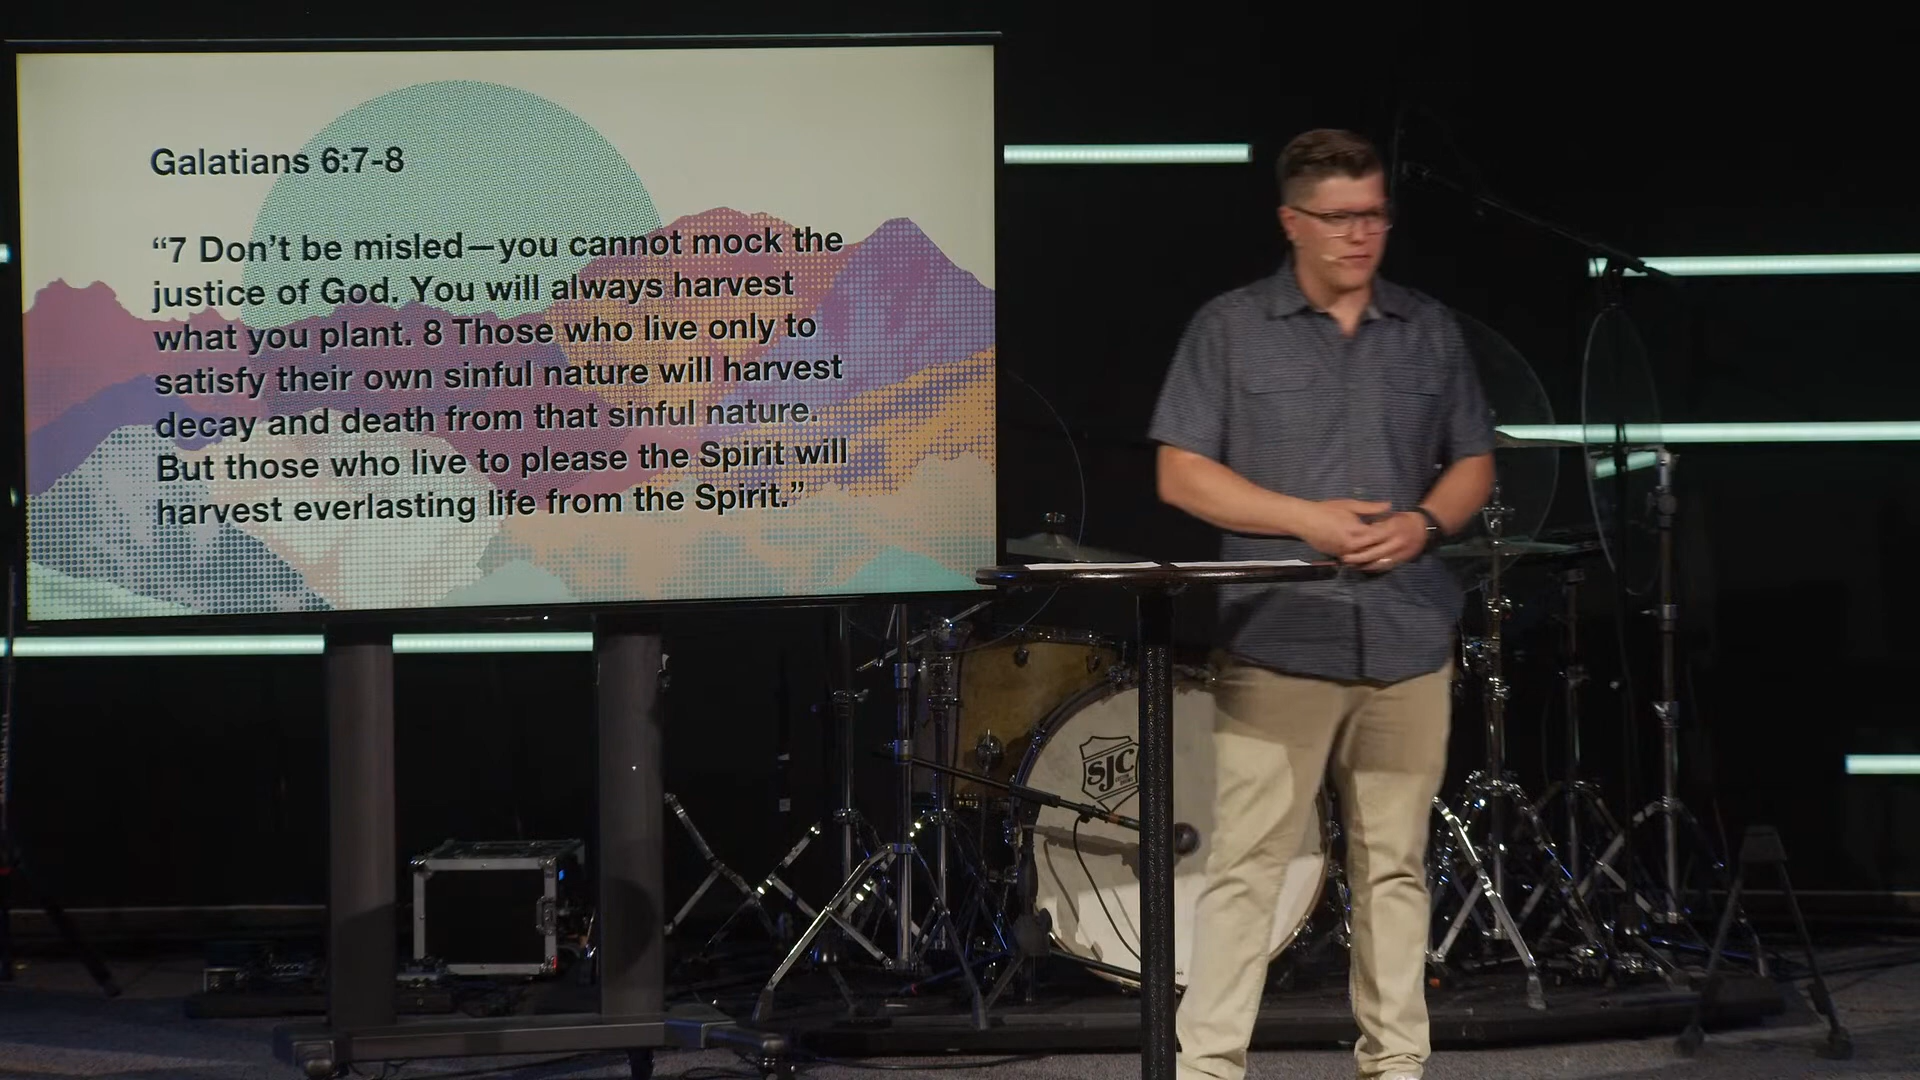 Galatians 6:7-8
“7 Don’t be misled—you cannot mock the
justice of God. You will always harvest
what you plant. 8 Those who live only to
satisfy their own sinful nature will harvest
decay and death from that sinful nature.
But those who live to please the Spirit will
harvest everlasting life from the Spirit.”
SJC